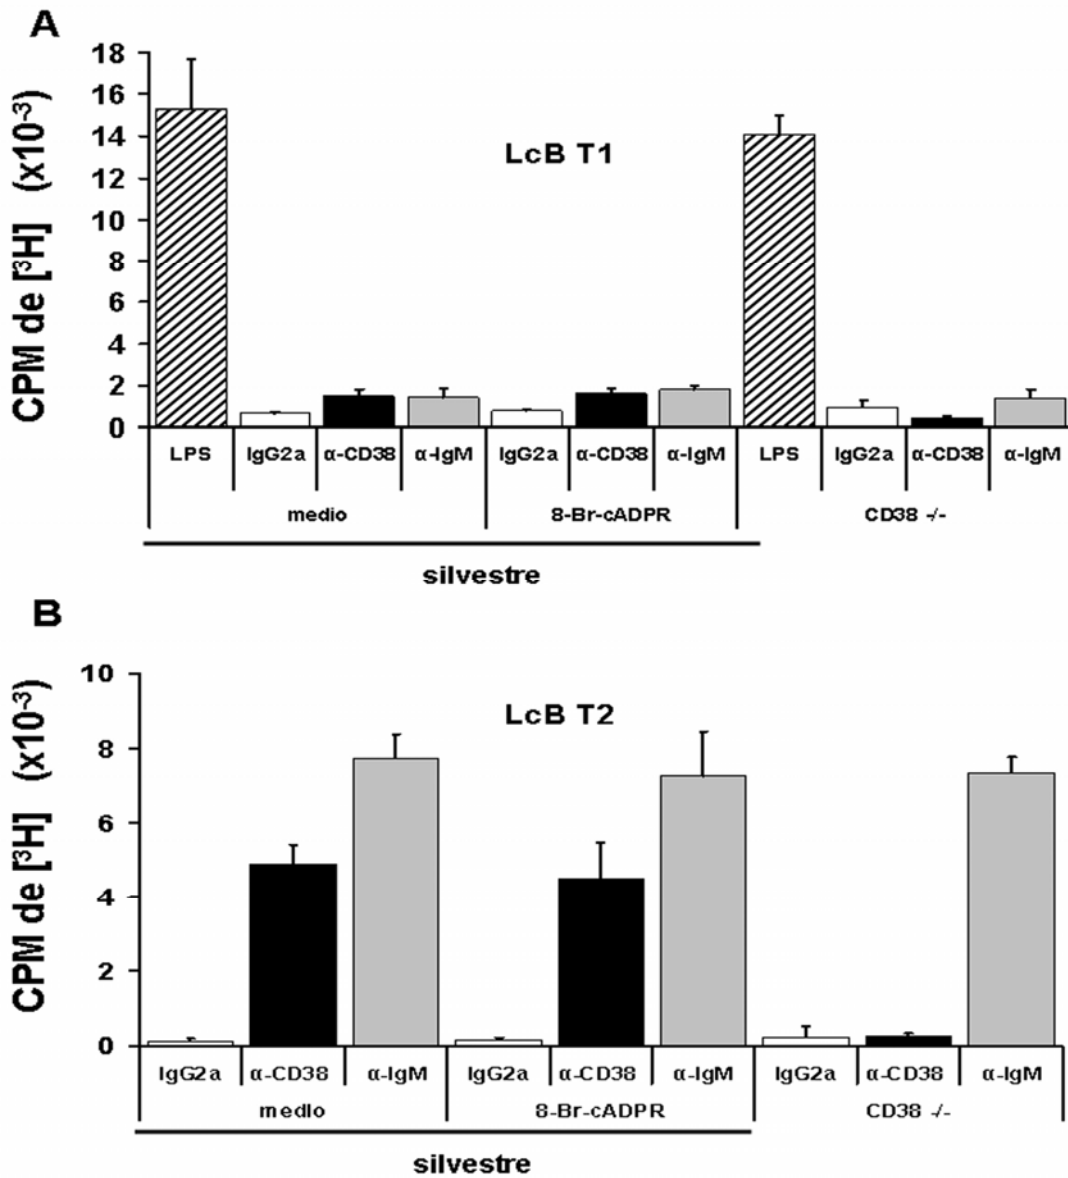 A
18
16
14
12
10
8
6
4
2
0
CPM de [³H] (x10⁻³)
LcB T1
LPS IgG2a α-CD38 α-IgM IgG2a α-CD38 α-IgM LPS IgG2a α-CD38 α-IgM
medio 8-Br-cADPR CD38 -/-
silvestre
B
10
8
6
4
2
0
CPM de [³H] (x10⁻³)
LcB T2
IgG2a α-CD38 α-IgM IgG2a α-CD38 α-IgM IgG2a α-CD38 α-IgM
medio 8-Br-cADPR CD38 -/-
silvestre